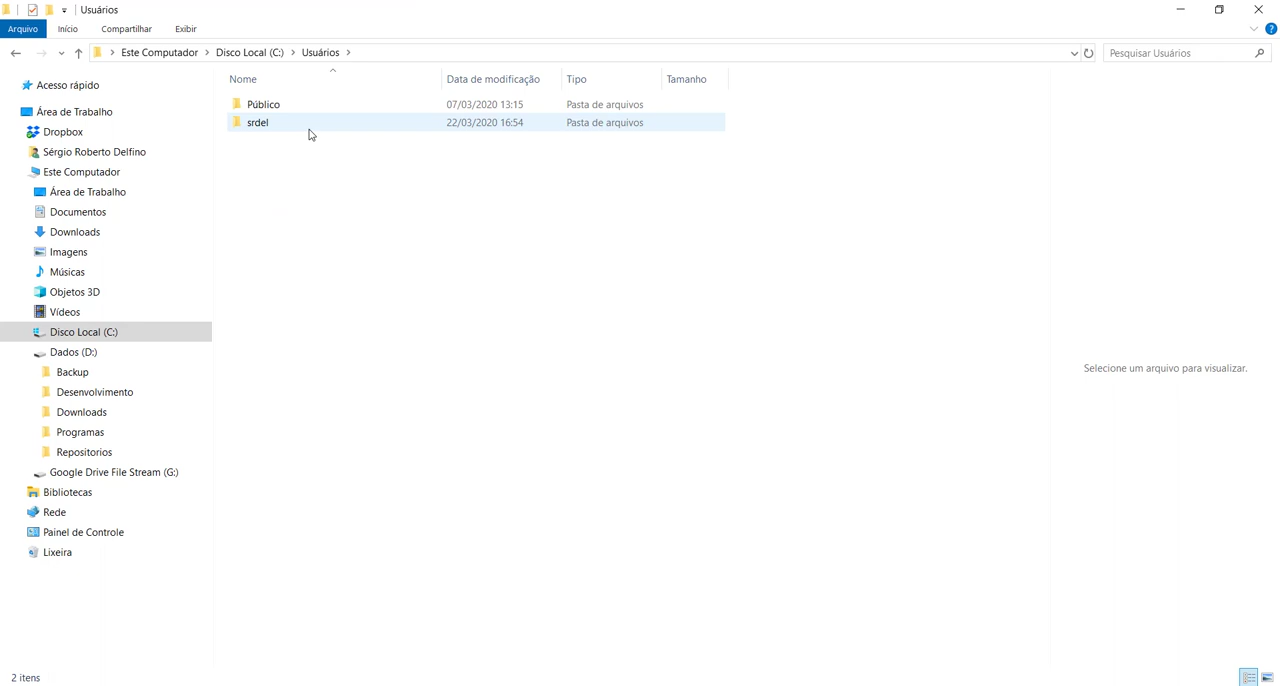 Usuários
Arquivo Início Compartilhar Exibir
Este Computador Disco Local (C:) Usuários
Pesquisar Usuários
Nome Data de modificação Tipo Tamanho
Público 07/03/2020 13:15 Pasta de arquivos
srdel 22/03/2020 16:54 Pasta de arquivos
Acesso rápido
Área de Trabalho
Dropbox
Sérgio Roberto Delfino
Este Computador
Área de Trabalho
Documentos
Downloads
Imagens
Músicas
Objetos 3D
Vídeos
Disco Local (C:)
Dados (D:)
Backup
Desenvolvimento
Downloads
Programas
Repositorios
Google Drive File Stream (G:)
Bibliotecas
Rede
Painel de Controle
Lixeira
Selecione um arquivo para visualizar.
2 itens